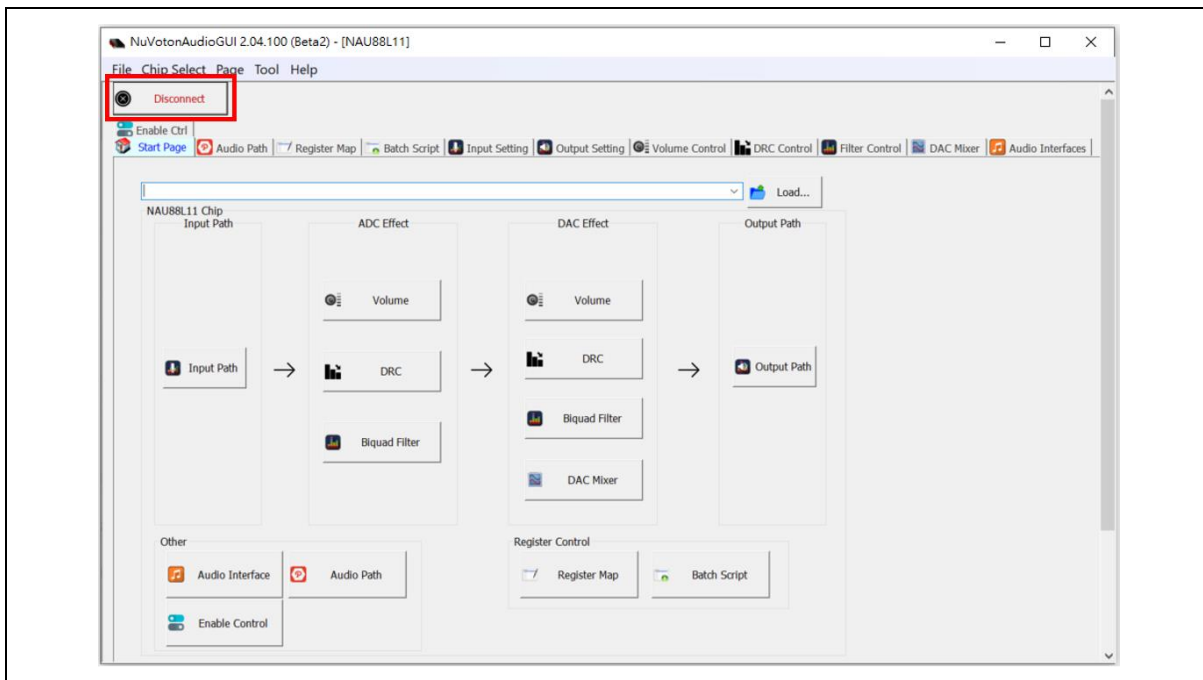 NuVotonAudioGUI 2.04.100 (Beta2) - [NAU88L11]
File Chip Select Page Tool Help
Disconnect
Enable Ctrl
Start Page Audio Path Register Map Batch Script Input Setting Output Setting Volume Control DRC Control Filter Control DAC Mixer Audio Interfaces
Load...
NAU88L11 Chip
Input Path ADC Effect DAC Effect Output Path
Volume Volume
Input Path DRC DRC Output Path
Biquad Filter Biquad Filter
DAC Mixer
Other Register Control
Audio Interface Audio Path Register Map Batch Script
Enable Control